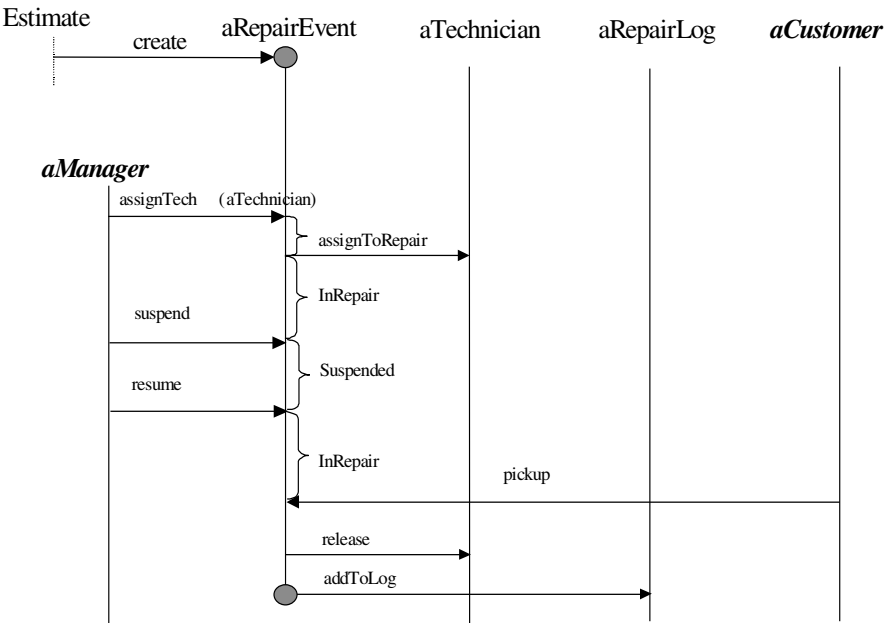 Estimate
create
aRepairEvent
aTechnician
aRepairLog
aCustomer
aManager
assignTech (aTechnician)
assignToRepair
InRepair
suspend
Suspended
resume
InRepair
pickup
release
addToLog